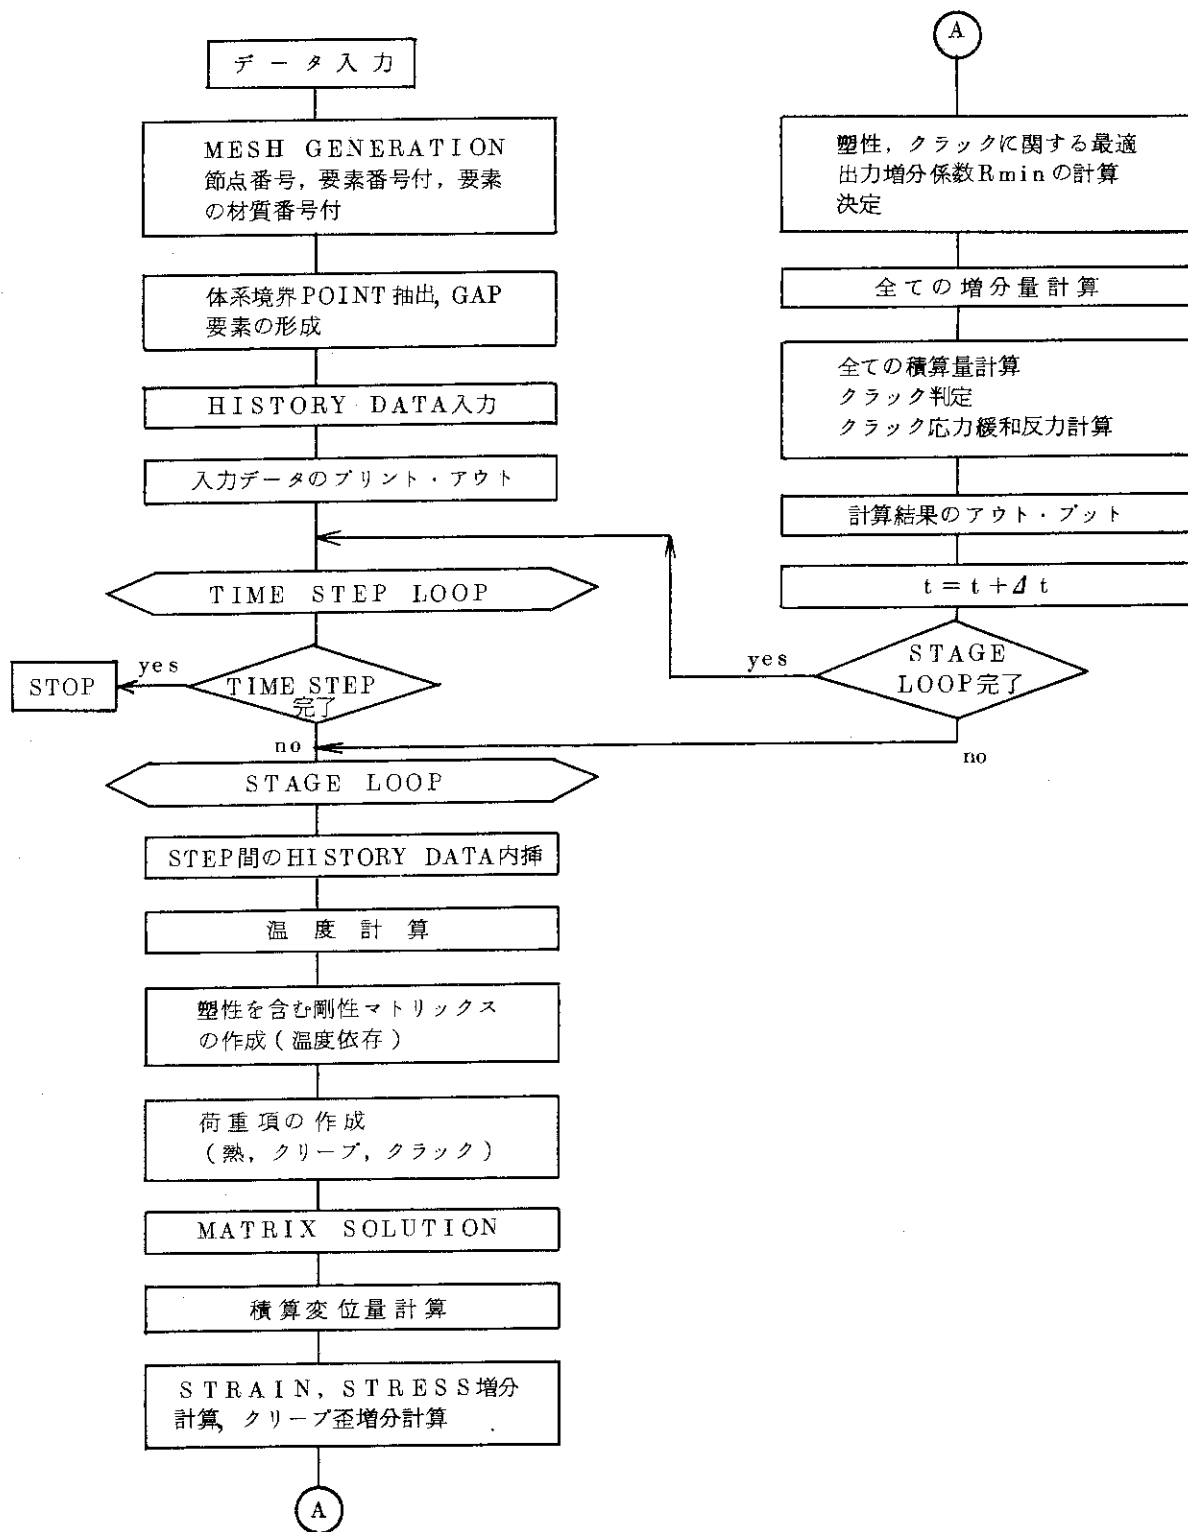 データ入力
MESH GENERATION
節点番号,要素番号付,要素
の材質番号付
体系境界POINT抽出,GAP
要素の形成
HISTORY DATA入力
入力データのプリント・アウト
TIME STEP LOOP
yes
STOP
TIME STEP
完了
no
STAGE LOOP
STEP間のHISTORY DATA内挿
温度計算
塑性を含む剛性マトリックス
の作成(温度依存)
荷重項の作成
(熱,クリープ,クラック)
MATRIX SOLUTION
積算変位量計算
STRAIN,STRESS増分
計算,クリープ歪増分計算
A
A
塑性,クラックに関する最適
出力増分係数Rminの計算
決定
全ての増分量計算
全ての積算量計算
クラック判定
クラック応力緩和反力計算
計算結果のアウト・プット
t=t+Δt
yes
STAGE
LOOP完了
no